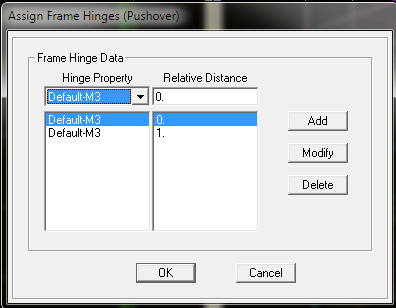 Assign Frame Hinges (Pushover)
Frame Hinge Data
Hinge Property Relative Distance
Default-M3 0.
Default-M3 0.
Default-M3 1.
Add
Modify
Delete
OK Cancel